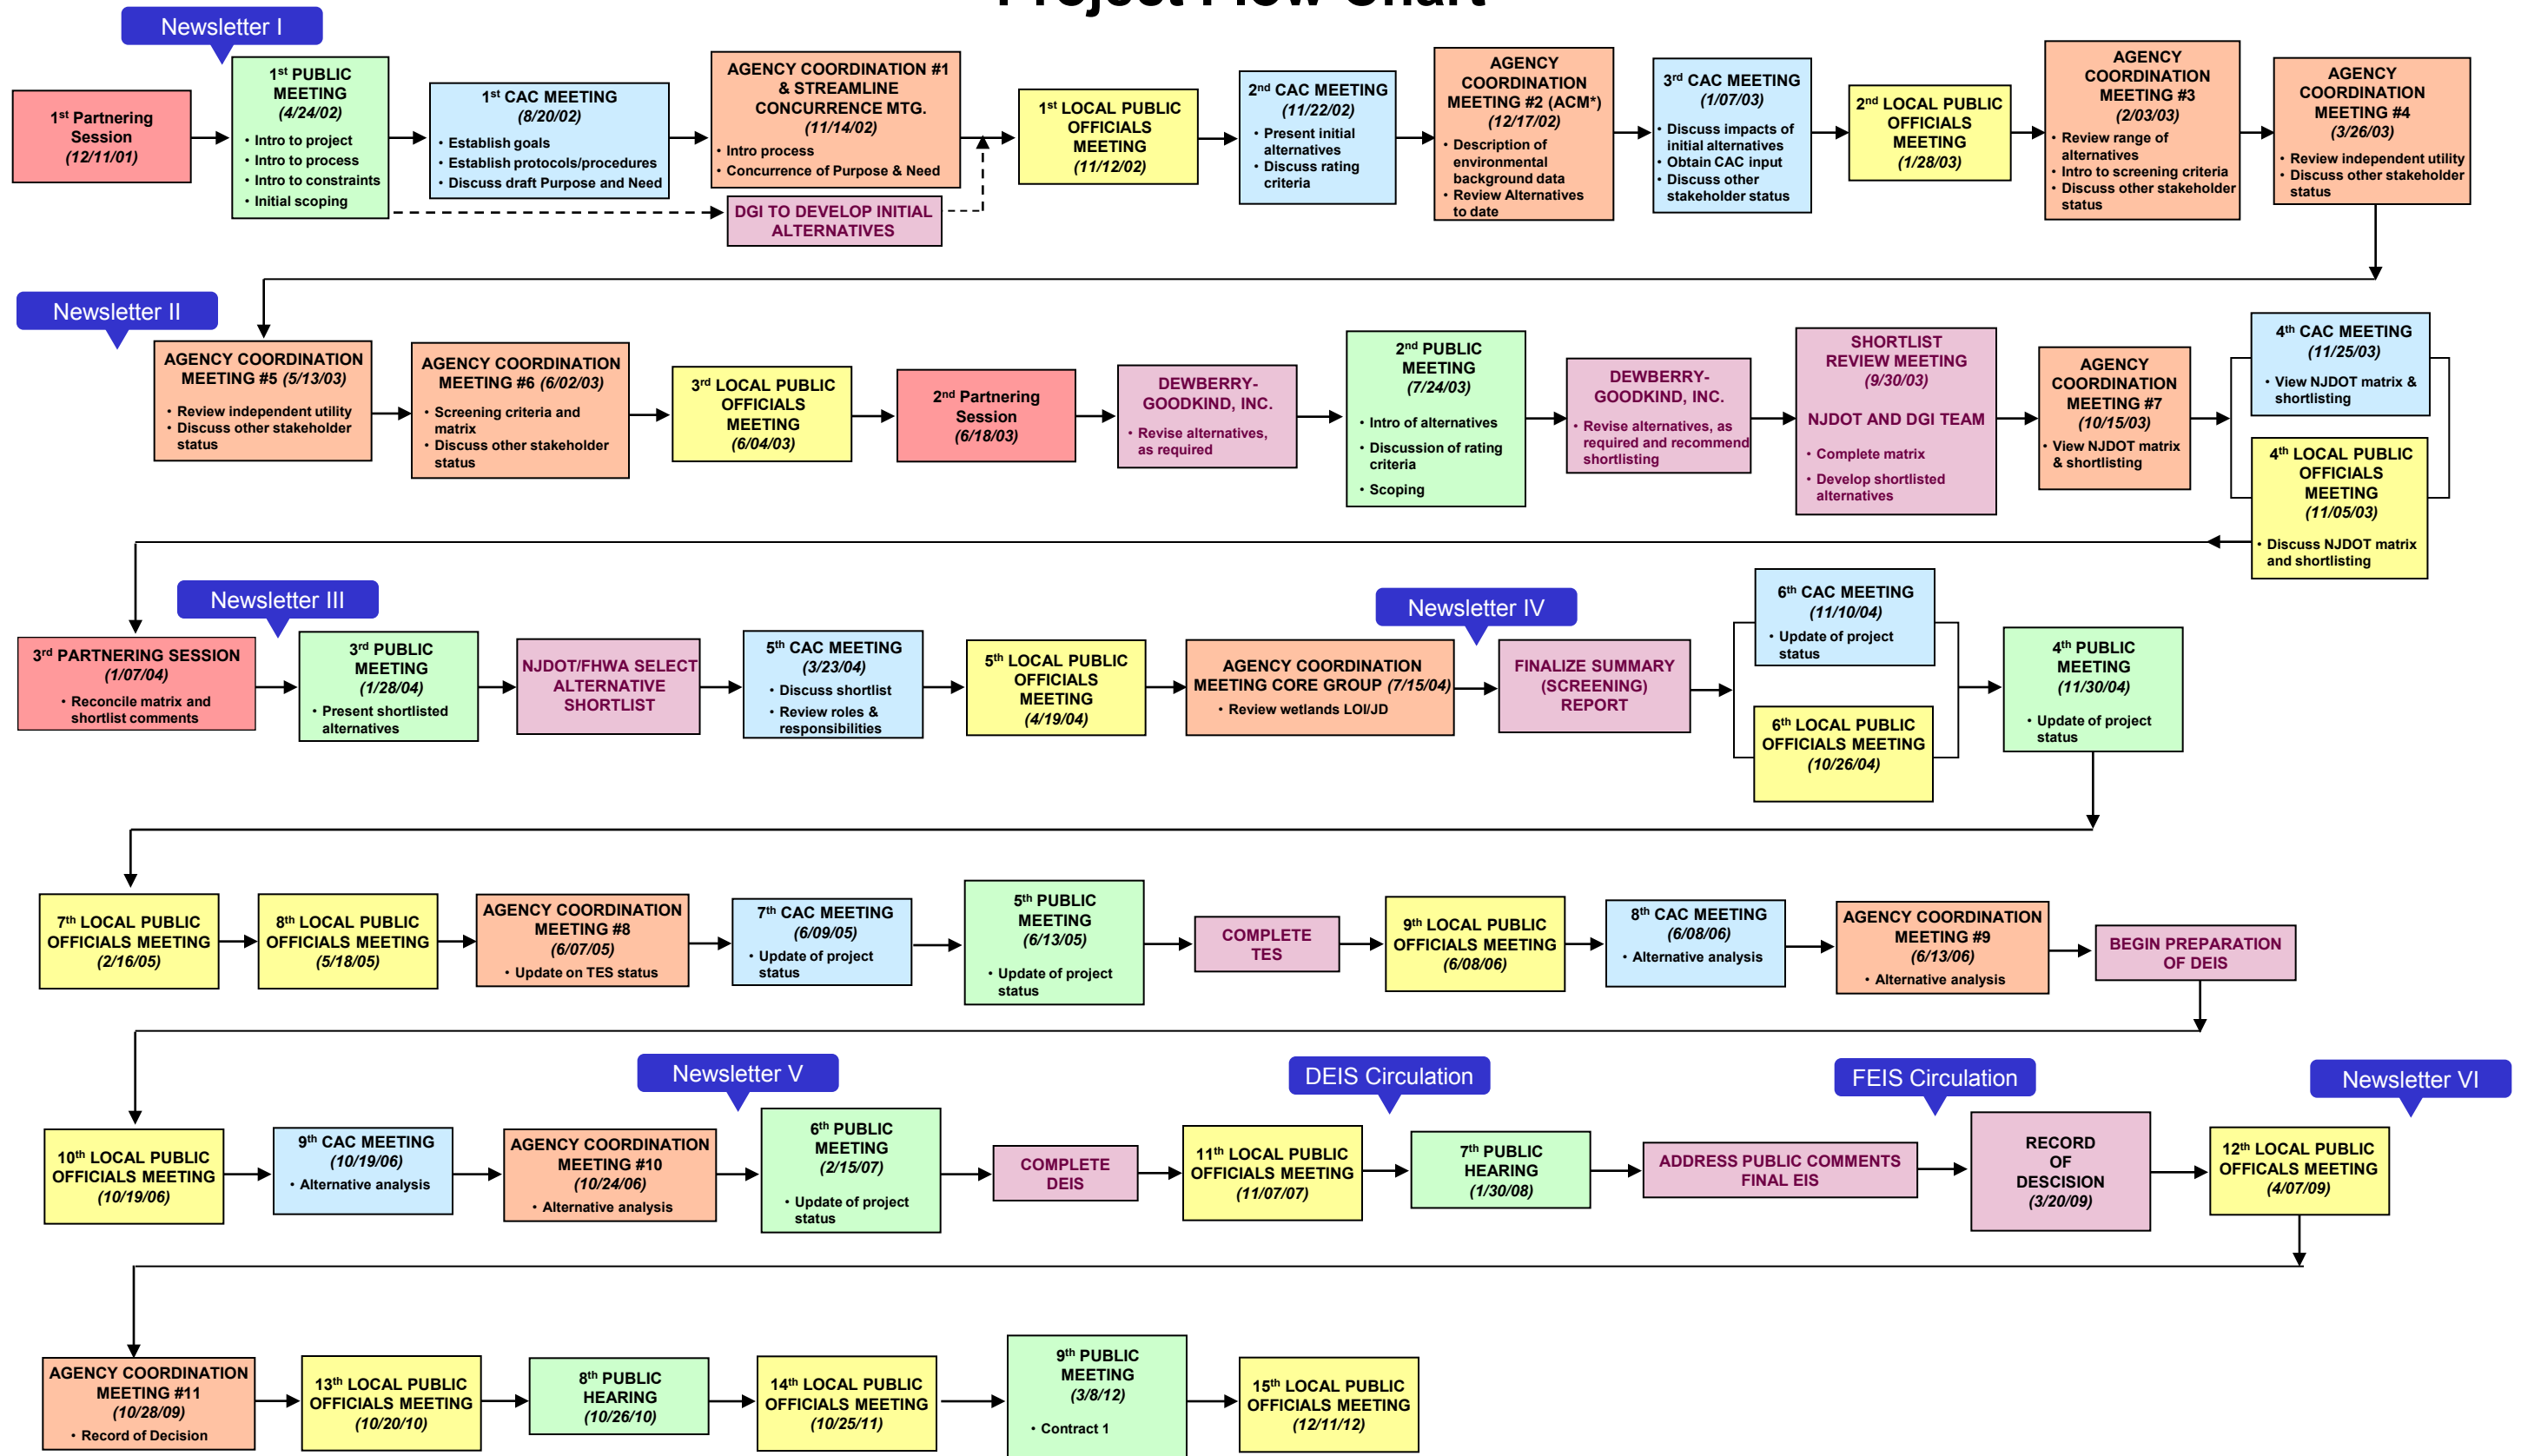 Project Flow Chart
Newsletter I
1st Partnering
Session
(12/11/01)
1st PUBLIC
MEETING
(4/24/02)
• Intro to project
• Intro to process
• Intro to constraints
• Initial scoping
1st CAC MEETING
(8/20/02)
• Establish goals
• Establish protocols/procedures
• Discuss draft Purpose and Need
AGENCY COORDINATION #1
& STREAMLINE
CONCURRENCE MTG.
(11/14/02)
• Intro process
• Concurrence of Purpose & Need
DGI TO DEVELOP INITIAL
ALTERNATIVES
1st LOCAL PUBLIC
OFFICIALS
MEETING
(11/12/02)
2nd CAC MEETING
(11/22/02)
• Present initial
alternatives
• Discuss rating
criteria
AGENCY
COORDINATION
MEETING #2 (ACM*)
(12/17/02)
• Description of
environmental
background data
• Review Alternatives
to date
3rd CAC MEETING
(1/07/03)
• Discuss impacts of
initial alternatives
• Obtain CAC input
• Discuss other
stakeholder status
2nd LOCAL PUBLIC
OFFICIALS
MEETING
(1/28/03)
AGENCY
COORDINATION
MEETING #3
(2/03/03)
• Review range of
alternatives
• Intro to screening criteria
• Discuss other stakeholder
status
AGENCY
COORDINATION
MEETING #4
(3/26/03)
• Review independent utility
• Discuss other stakeholder
status
Newsletter II
AGENCY COORDINATION
MEETING #5 (5/13/03)
• Review independent utility
• Discuss other stakeholder
status
AGENCY COORDINATION
MEETING #6 (6/02/03)
• Screening criteria and
matrix
• Discuss other stakeholder
status
3rd LOCAL PUBLIC
OFFICIALS
MEETING
(6/04/03)
2nd Partnering
Session
(6/18/03)
DEWBERRY-
GOODKIND, INC.
• Revise alternatives,
as required
2nd PUBLIC
MEETING
(7/24/03)
• Intro of alternatives
• Discussion of rating
criteria
• Scoping
DEWBERRY-
GOODKIND, INC.
• Revise alternatives, as
required and recommend
shortlisting
SHORTLIST
REVIEW MEETING
(9/30/03)
NJDOT AND DGI TEAM
• Complete matrix
• Develop shortlisted
alternatives
AGENCY
COORDINATION
MEETING #7
(10/15/03)
• View NJDOT matrix
& shortlisting
4th CAC MEETING
(11/25/03)
• View NJDOT matrix &
shortlisting
4th LOCAL PUBLIC
OFFICIALS
MEETING
(11/05/03)
• Discuss NJDOT matrix
and shortlisting
Newsletter III
Newsletter IV
3rd PARTNERING SESSION
(1/07/04)
• Reconcile matrix and
shortlist comments
3rd PUBLIC
MEETING
(1/28/04)
• Present shortlisted
alternatives
NJDOT/FHWA SELECT
ALTERNATIVE
SHORTLIST
5th CAC MEETING
(3/23/04)
• Discuss shortlist
• Review roles &
responsibilities
5th LOCAL PUBLIC
OFFICIALS
MEETING
(4/19/04)
AGENCY COORDINATION
MEETING CORE GROUP (7/15/04)
• Review wetlands LOI/JD
FINALIZE SUMMARY
(SCREENING)
REPORT
6th CAC MEETING
(11/10/04)
• Update of project
status
6th LOCAL PUBLIC
OFFICIALS MEETING
(10/26/04)
4th PUBLIC
MEETING
(11/30/04)
• Update of project
status
7th LOCAL PUBLIC
OFFICIALS MEETING
(2/16/05)
8th LOCAL PUBLIC
OFFICIALS MEETING
(5/18/05)
AGENCY COORDINATION
MEETING #8
(6/07/05)
• Update on TES status
7th CAC MEETING
(6/09/05)
• Update of project
status
5th PUBLIC
MEETING
(6/13/05)
• Update of project
status
COMPLETE
TES
9th LOCAL PUBLIC
OFFICIALS MEETING
(6/08/06)
8th CAC MEETING
(6/08/06)
• Alternative analysis
AGENCY COORDINATION
MEETING #9
(6/13/06)
• Alternative analysis
BEGIN PREPARATION
OF DEIS
Newsletter V
DEIS Circulation
FEIS Circulation
Newsletter VI
10th LOCAL PUBLIC
OFFICIALS MEETING
(10/19/06)
9th CAC MEETING
(10/19/06)
• Alternative analysis
AGENCY COORDINATION
MEETING #10
(10/24/06)
• Alternative analysis
6th PUBLIC
MEETING
(2/15/07)
• Update of project
status
COMPLETE
DEIS
11th LOCAL PUBLIC
OFFICIALS MEETING
(11/07/07)
7th PUBLIC
HEARING
(1/30/08)
ADDRESS PUBLIC COMMENTS
FINAL EIS
RECORD
OF
DESCISION
(3/20/09)
12th LOCAL PUBLIC
OFFICALS MEETING
(4/07/09)
AGENCY COORDINATION
MEETING #11
(10/28/09)
• Record of Decision
13th LOCAL PUBLIC
OFFICIALS MEETING
(10/20/10)
8th PUBLIC
HEARING
(10/26/10)
14th LOCAL PUBLIC
OFFICIALS MEETING
(10/25/11)
9th PUBLIC
MEETING
(3/8/12)
• Contract 1
15th LOCAL PUBLIC
OFFICIALS MEETING
(12/11/12)